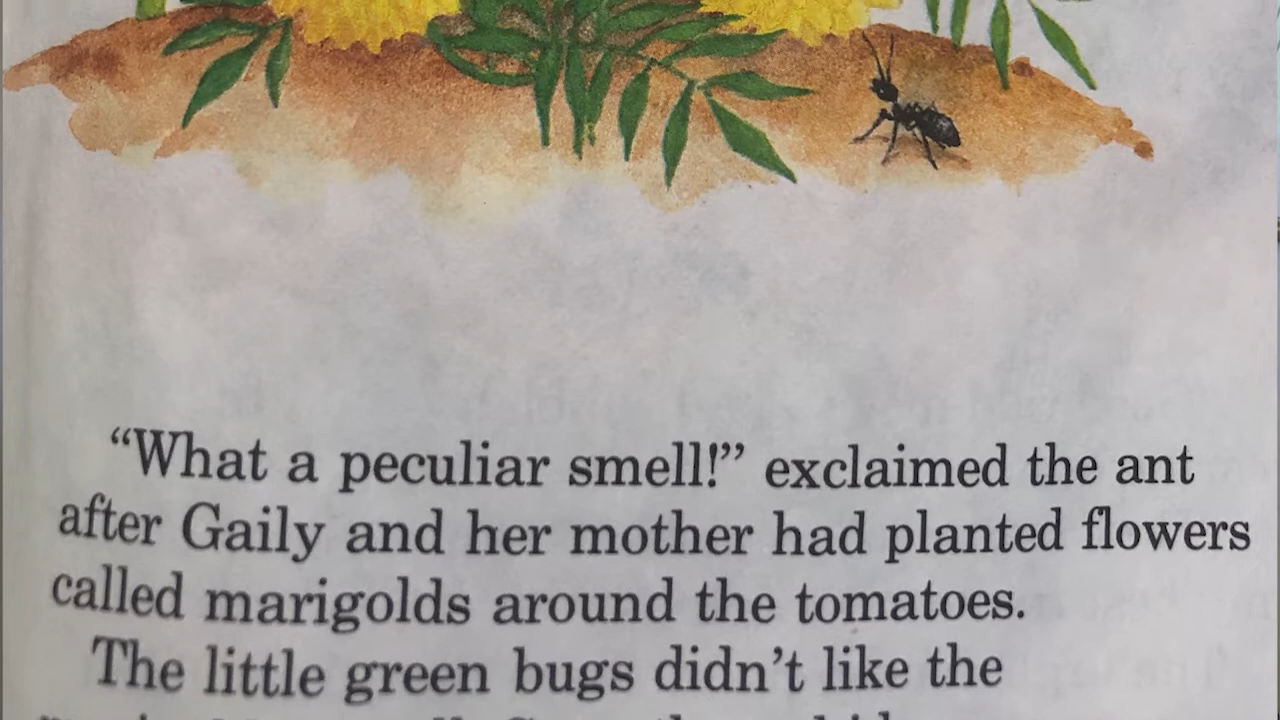 “What a peculiar smell!” exclaimed the ant
after Gaily and her mother had planted flowers
called marigolds around the tomatoes.
The little green bugs didn’t like the